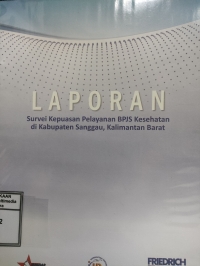 LAPORAN
Survei Kepuasan Pelayanan BPJS Kesehatan
di Kabupaten Sanggau, Kalimantan Barat
FRIEDRICH